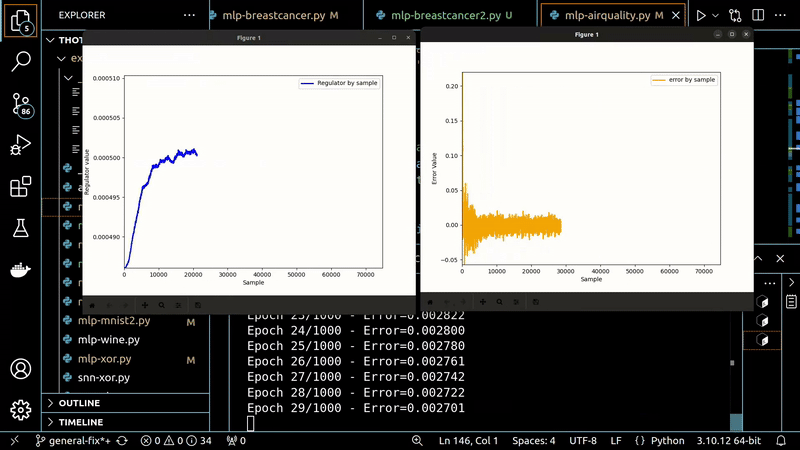 EXPLORER
mlp-breastcancer.py M
mlp-breastcancer2.py U
mlp-airquality.py M
5
THOT
ex
Figure 1
Figure 1
0.000510
0.000505
0.000500
0.000495
0.000490
Regulator value
Regulator by sample
0 10000 20000 30000 40000 50000 60000 70000
Sample
0.20
0.15
0.10
0.05
0.00
−0.05
Error Value
error by sample
0 10000 20000 30000 40000 50000 60000 70000
Sample
86
mlp-mnist2.py M
mlp-wine.py
mlp-xor.py M
snn-xor.py
OUTLINE
TIMELINE
Epoch 24/1000 - Error=0.002800
Epoch 25/1000 - Error=0.002780
Epoch 26/1000 - Error=0.002761
Epoch 27/1000 - Error=0.002742
Epoch 28/1000 - Error=0.002722
Epoch 29/1000 - Error=0.002701
general-fix*+ 0 0 34 0 Ln 146, Col 1 Spaces: 4 UTF-8 LF {} Python 3.10.12 64-bit